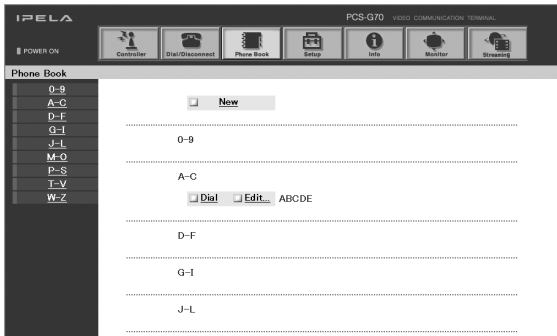 IPELA
PCS-G70 VIDEO COMMUNICATION TERMINAL
POWER ON
Controller Dial/Disconnect Phone Book Setup Info Monitor Streaming
Phone Book
0-9
A-C
D-F
G-I
J-L
M-O
P-S
T-V
W-Z
New
0-9
A-C
Dial Edit... ABCDE
D-F
G-I
J-L